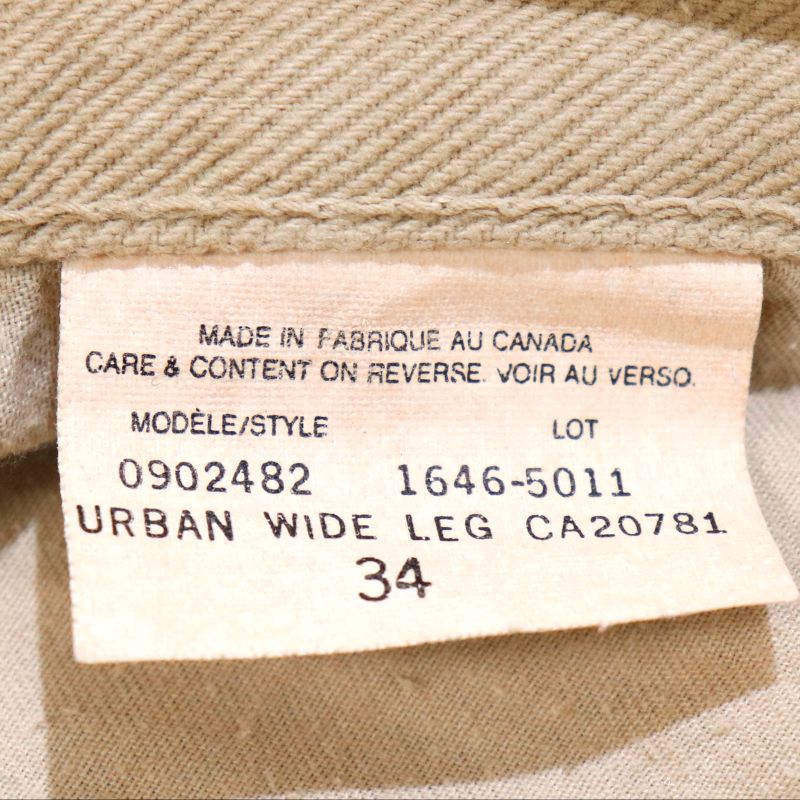 MADE IN FABRIQUE AU CANADA
CARE & CONTENT ON REVERSE. VOIR AU VERSO.
MODÈLE/STYLE LOT
0902482 1646-5011
URBAN WIDE LEG CA20781
34